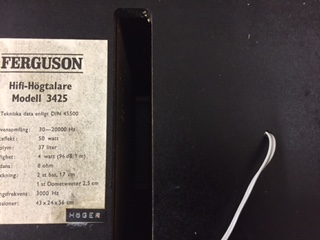 FERGUSON
Hifi-Högtalare
Modell 3425
Tekniska data enligt DIN 45500
30—20000 Hz
50 watt
37 liter
4 watt (96 dB/1 m)
8 ohm
2 st bas, 17 cm
1 st Dometweeter 2,5 cm
3000 Hz
43 x 24 x 36 cm
HÖGER